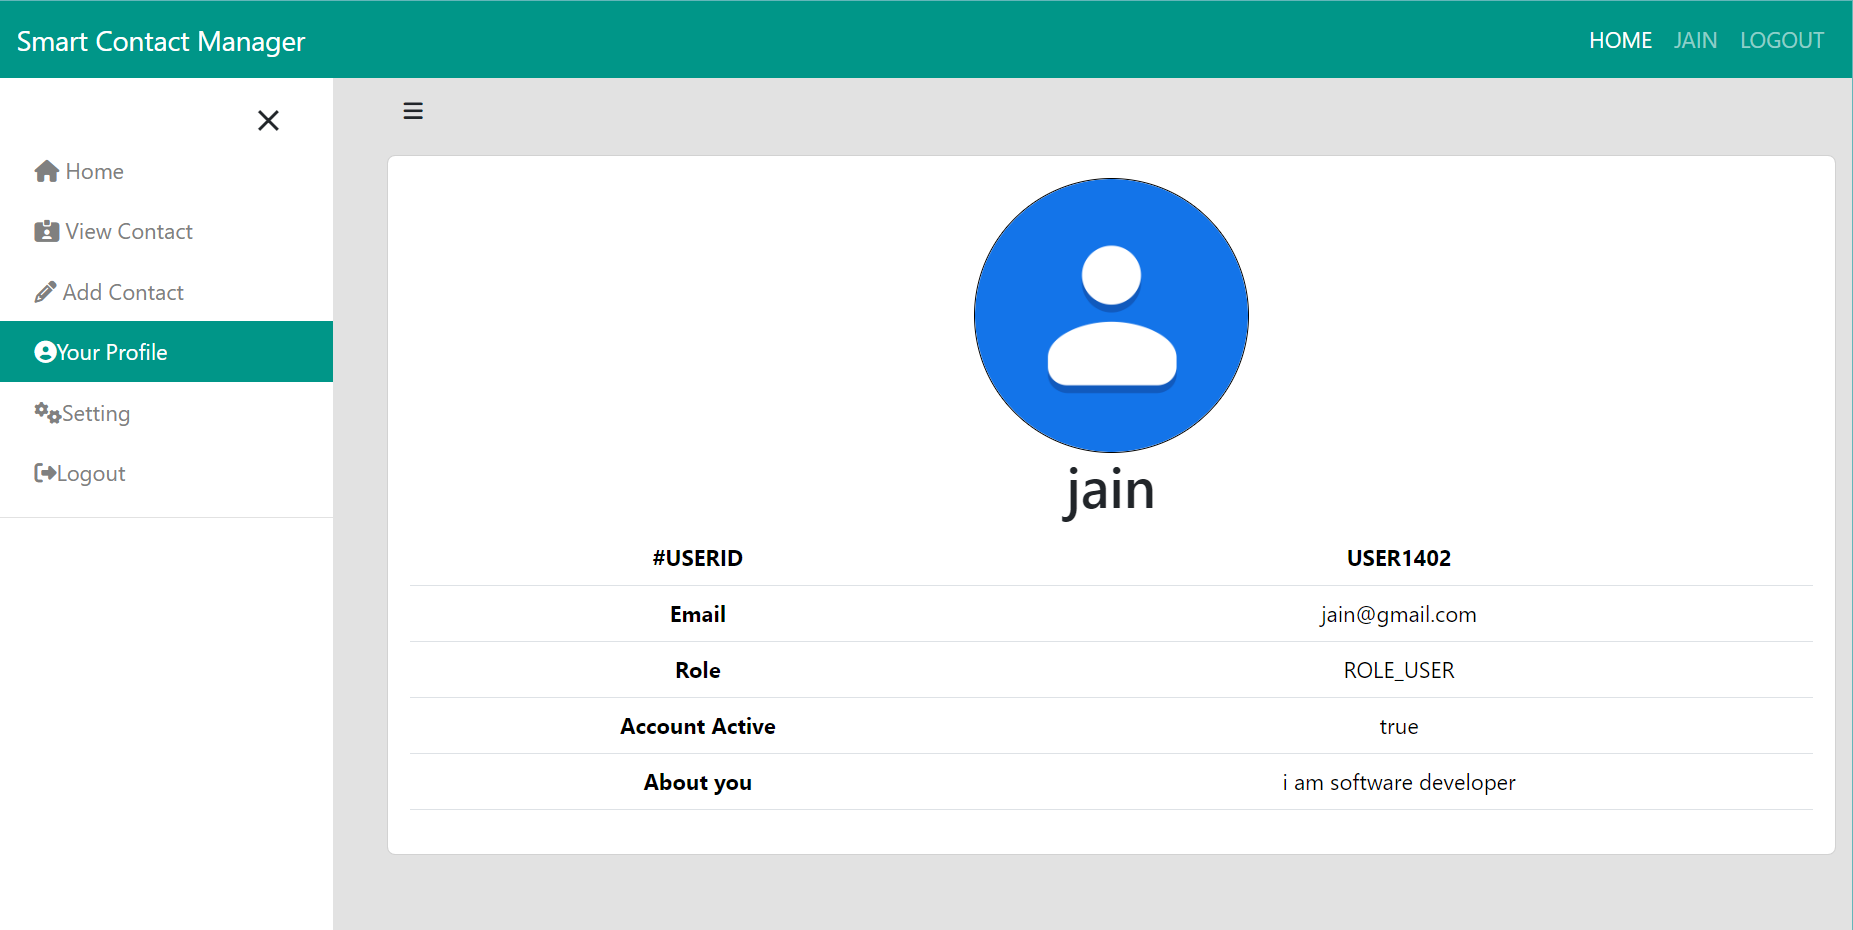 Smart Contact Manager
HOME JAIN LOGOUT
Home
View Contact
Add Contact
Your Profile
Setting
Logout
jain
#USERID USER1402
Email jain@gmail.com
Role ROLE_USER
Account Active true
About you i am software developer